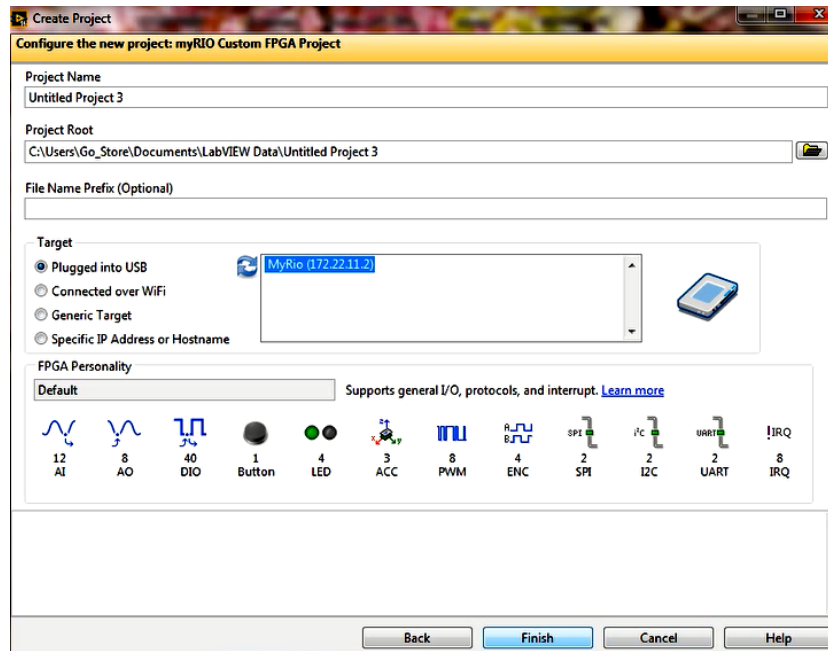 Create Project
Configure the new project: myRIO Custom FPGA Project
Project Name
Untitled Project 3
Project Root
C:\Users\Go_Store\Documents\LabVIEW Data\Untitled Project 3
File Name Prefix (Optional)
Target
Plugged into USB
MyRio (172.22.11.2)
Connected over WiFi
Generic Target
Specific IP Address or Hostname
FPGA Personality
Default
Supports general I/O, protocols, and interrupt. Learn more
A
B
SPI
I²C
UART
!IRQ
x
y
z
12 8 40 1 4 3 8 4 2 2 2 8
AI AO DIO Button LED ACC PWM ENC SPI I2C UART IRQ
Back Finish Cancel Help